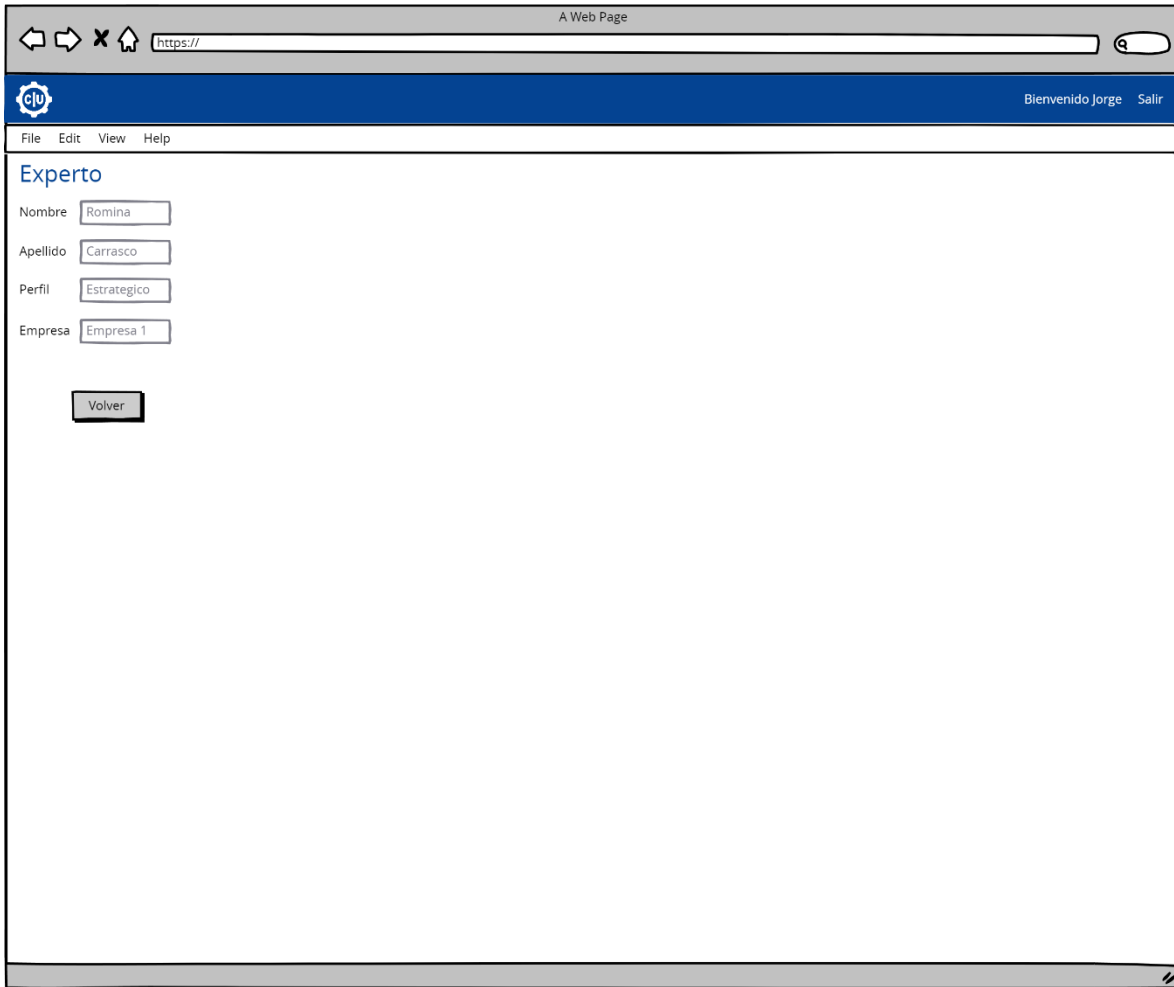 A Web Page
https://
c|u
Bienvenido Jorge Salir
File Edit View Help
Experto
Nombre Romina
Apellido Carrasco
Perfil Estrategico
Empresa Empresa 1
Volver